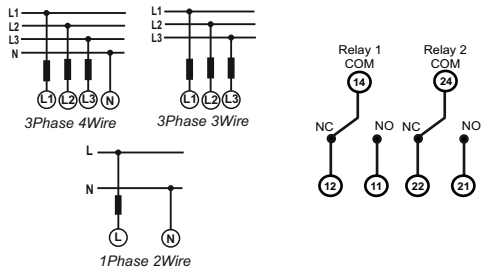 L1
L2
L3
N
L1 L2 L3 N
3Phase 4Wire
L1
L2
L3
L1 L2 L3
3Phase 3Wire
L
N
L N
1Phase 2Wire
Relay 1 Relay 2
COM COM
14 24
NC NO NC NO
12 11 22 21